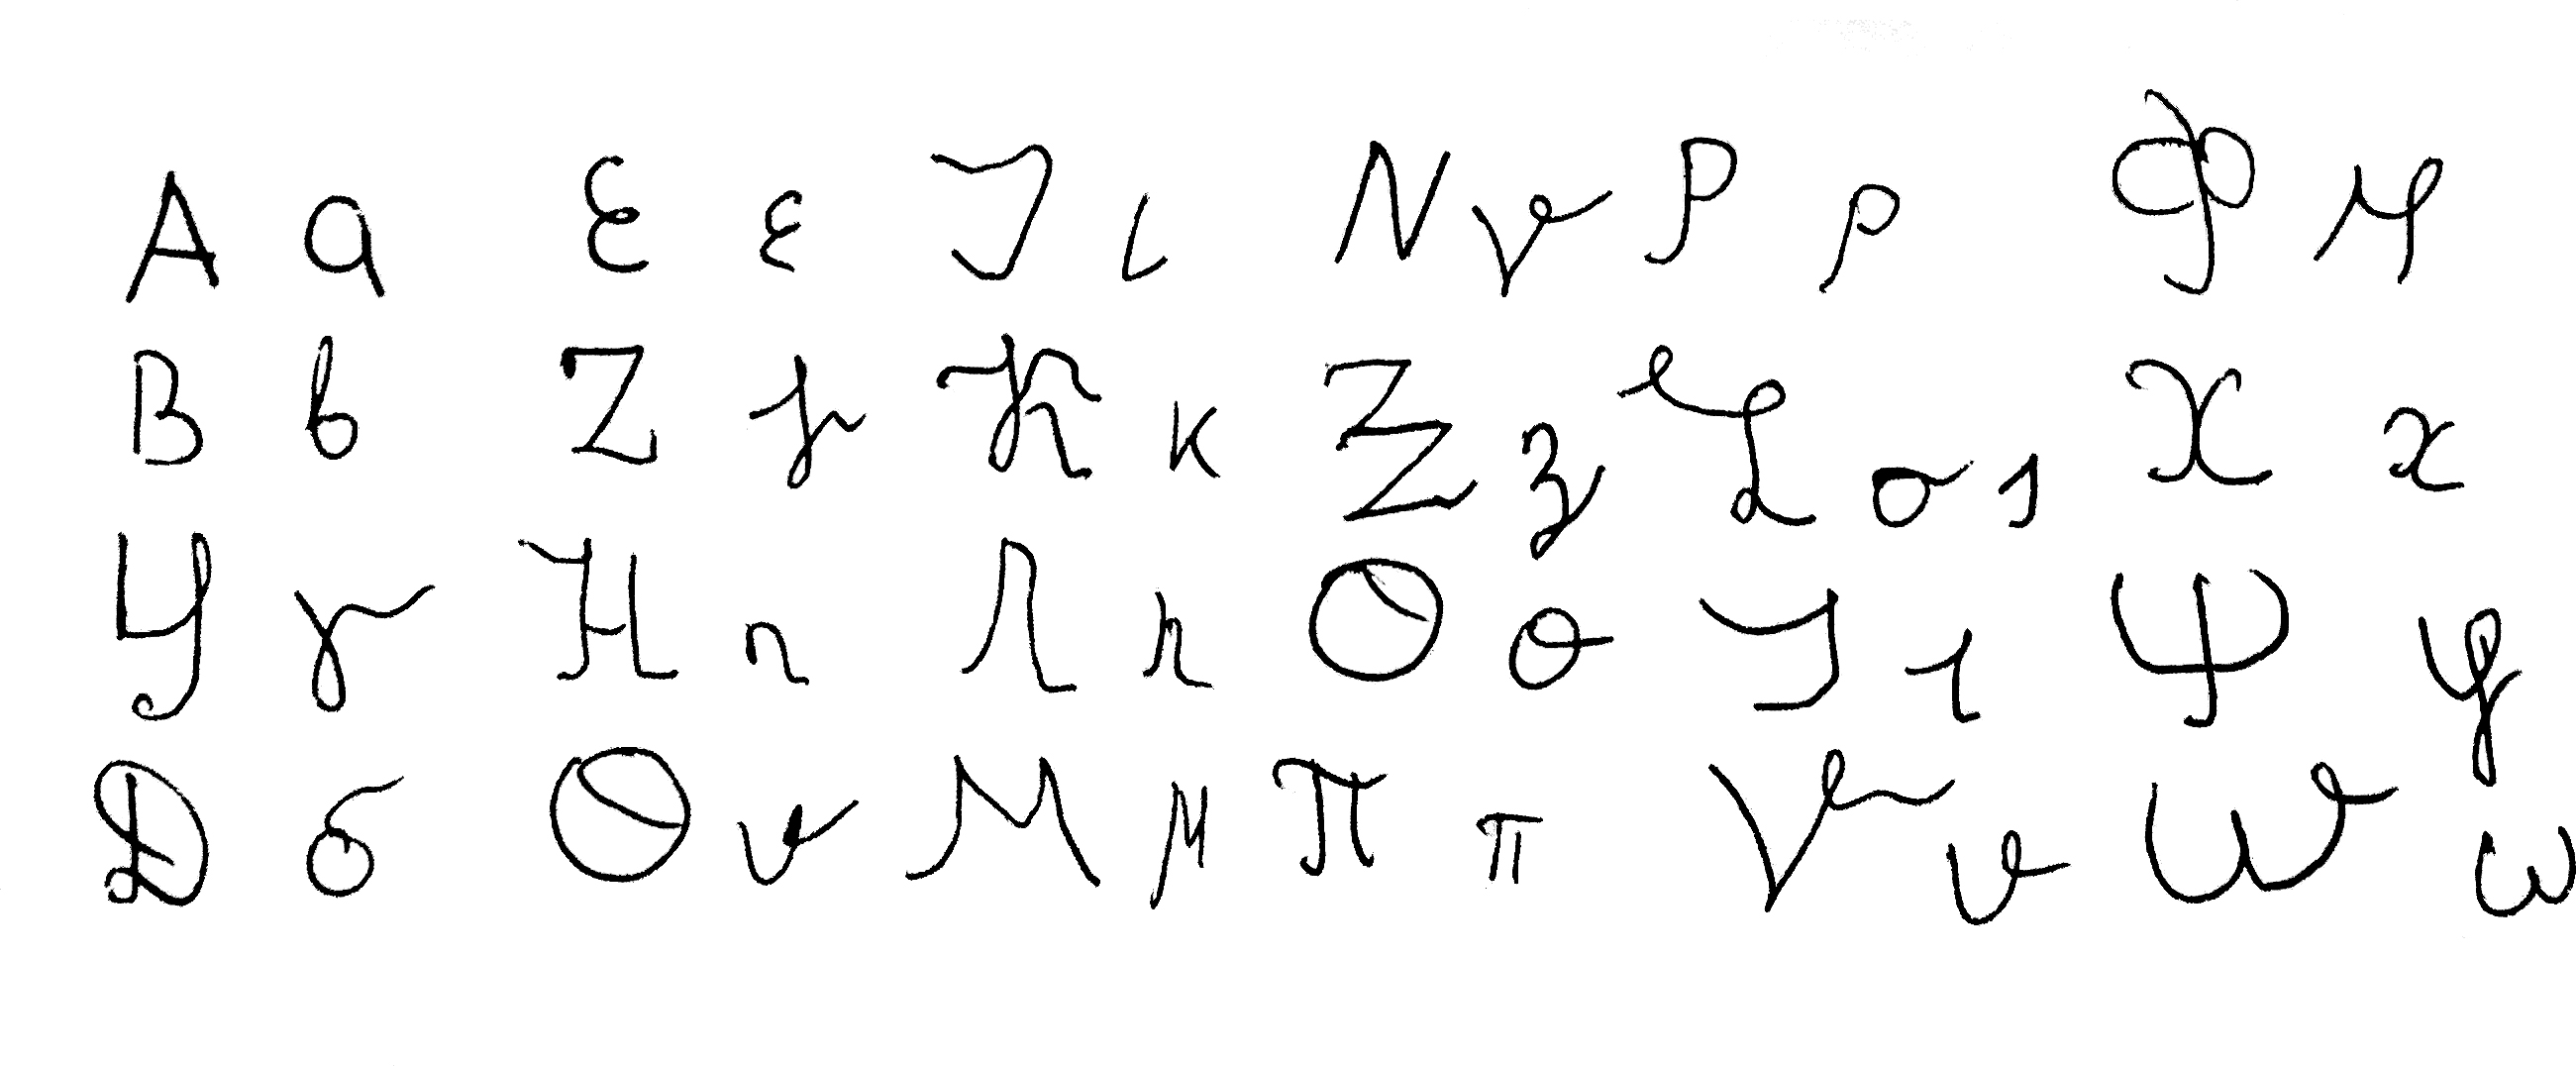 Α α Ε ε Ι ι Ν ν Ρ ρ Φ φ
Β β Ζ ζ Κ κ Ξ ξ Σ σ ς Χ χ
Γ γ Η η Λ λ Ο ο Τ τ Ψ ψ
Δ δ Θ θ Μ μ Π π Υ υ Ω ω